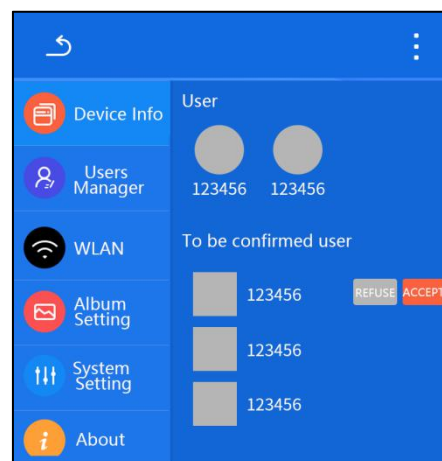 Device Info
Users
Manager
WLAN
Album
Setting
System
Setting
i About
User
123456 123456
To be confirmed user
123456 REFUSE ACCEPT
123456
123456